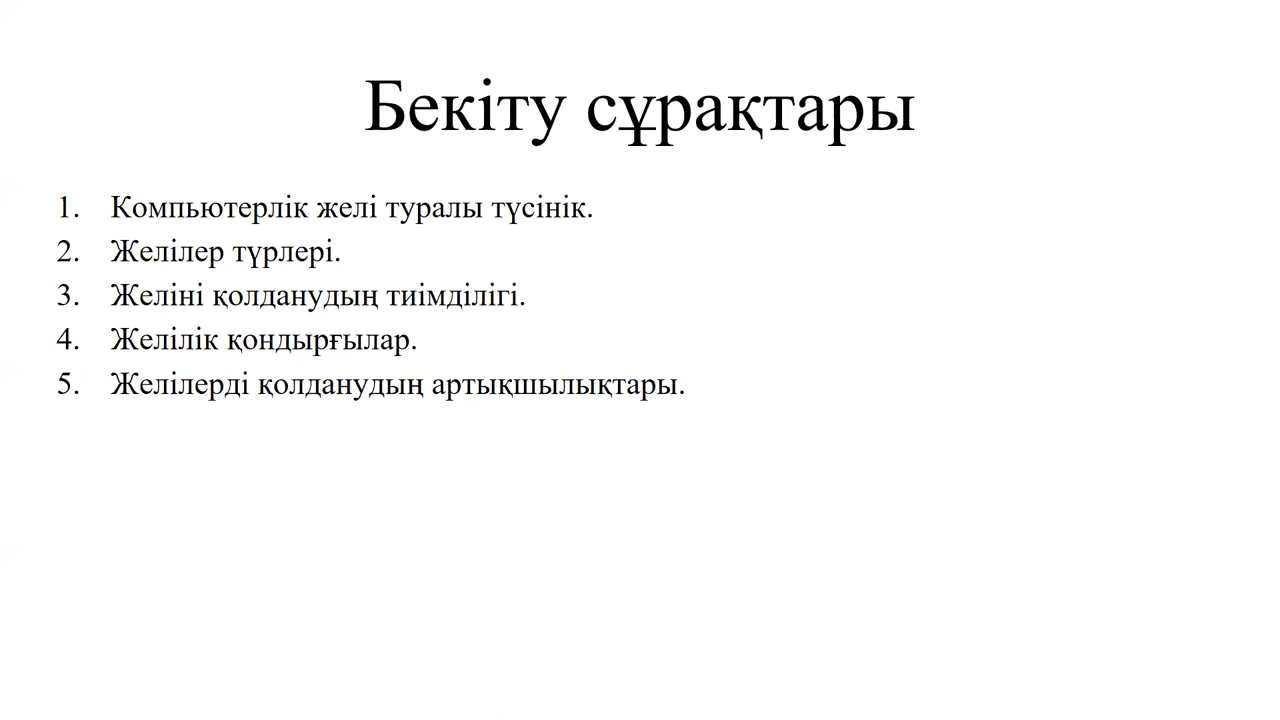 Бекіту сұрақтары
1. Компьютерлік желі туралы түсінік.
2. Желілер түрлері.
3. Желіні қолданудың тиімділігі.
4. Желілік қондырғылар.
5. Желілерді қолданудың артықшылықтары.